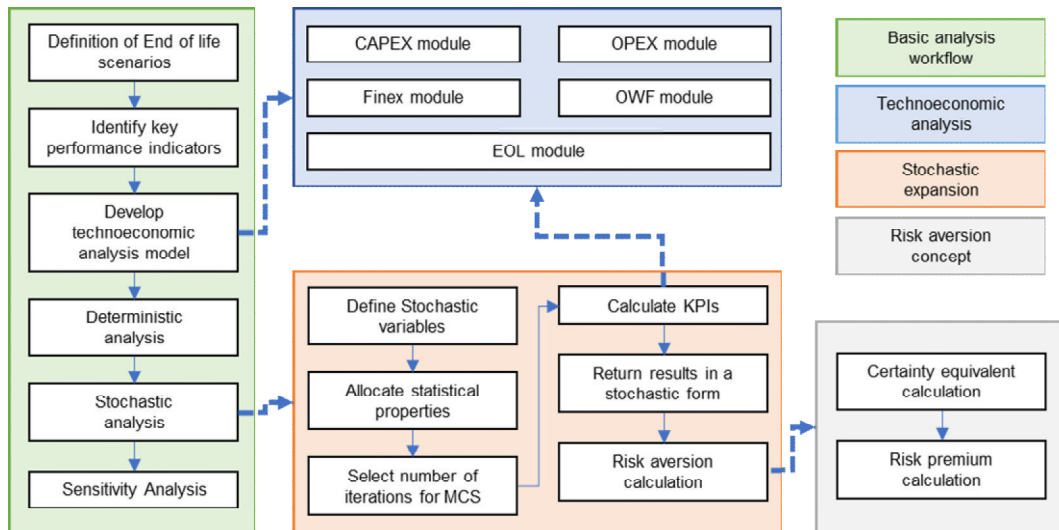 Definition of End of life
scenarios
Identify key
performance indicators
Develop
technoeconomic
analysis model
Deterministic
analysis
Stochastic
analysis
Sensitivity Analysis
CAPEX module
OPEX module
Finex module
OWF module
EOL module
Define Stochastic
variables
Allocate statistical
properties
Select number of
iterations for MCS
Calculate KPIs
Return results in a
stochastic form
Risk aversion
calculation
Certainty equivalent
calculation
Risk premium
calculation
Basic analysis
workflow
Technoeconomic
analysis
Stochastic
expansion
Risk aversion
concept